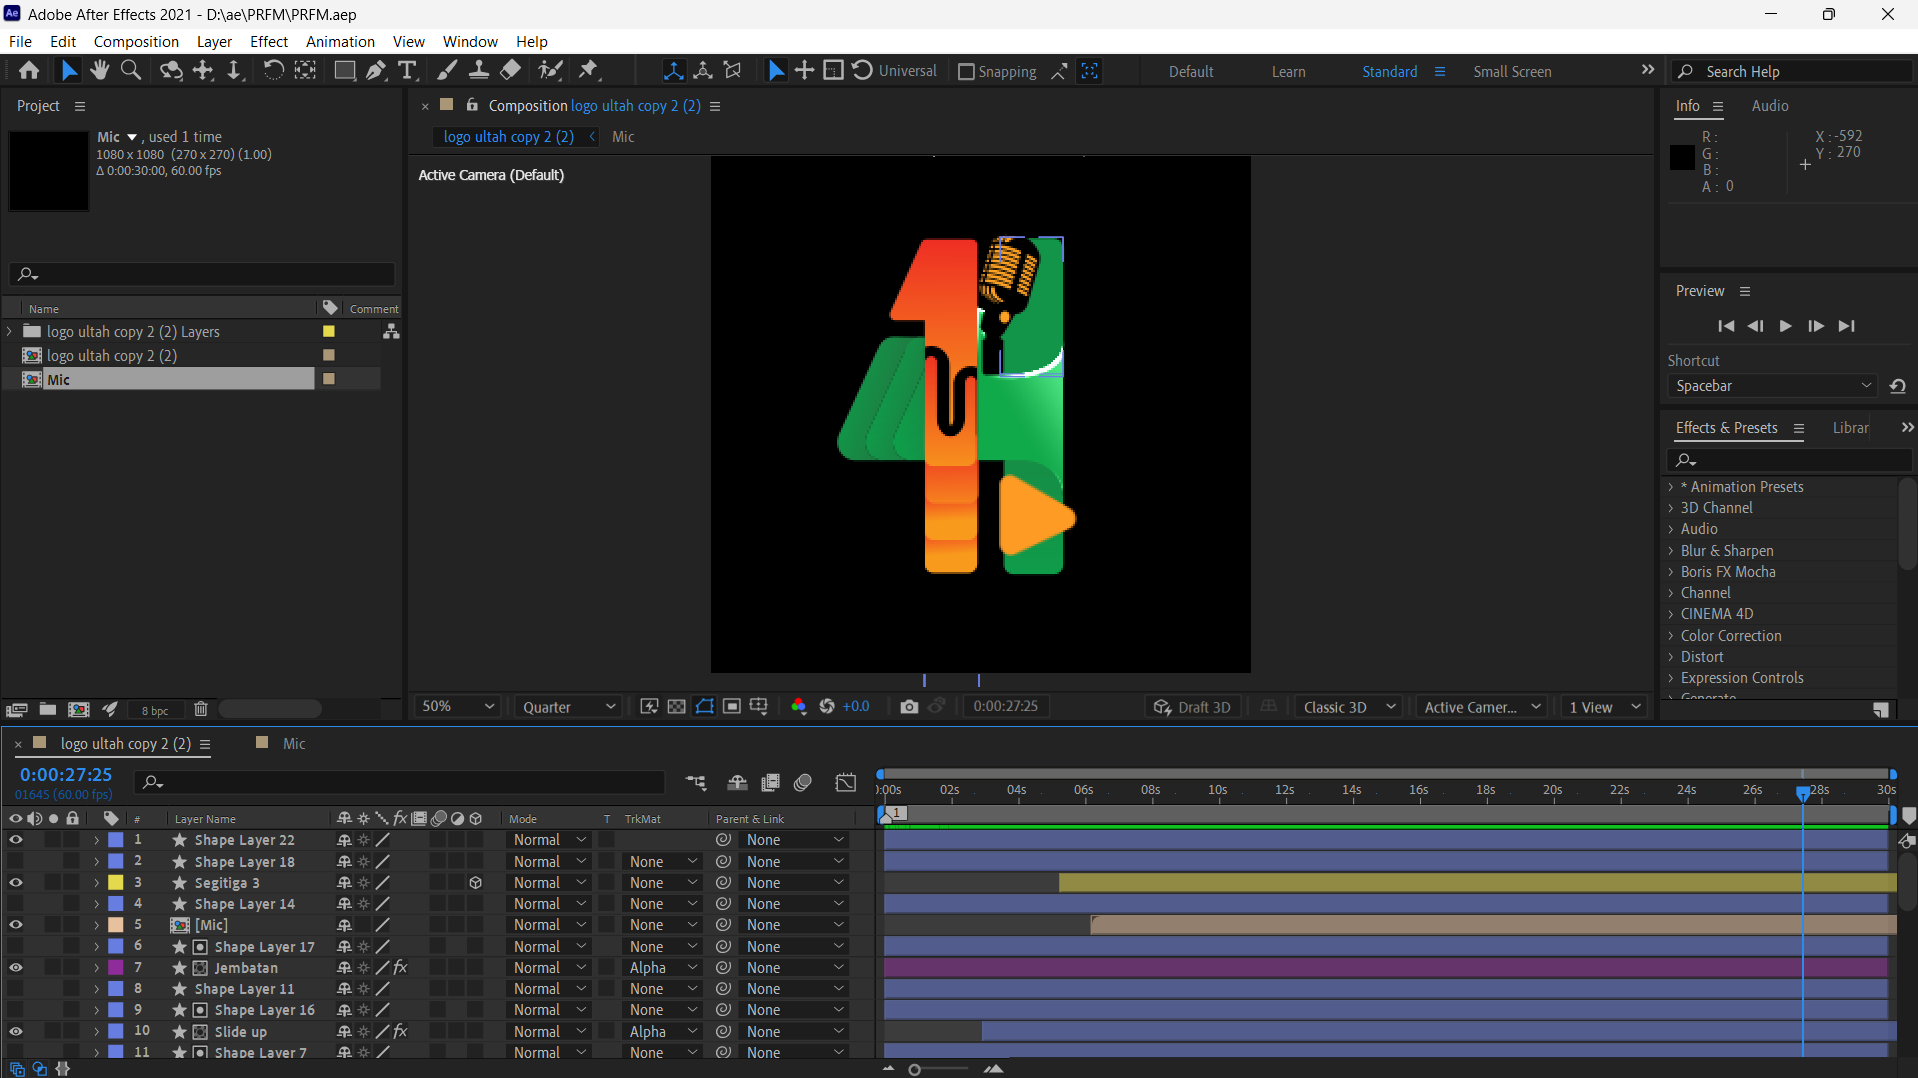 Adobe After Effects 2021 - D:\ae\PRFM\PRFM.aep
File Edit Composition Layer Effect Animation View Window Help
Universal Snapping Default Learn Standard Small Screen Search Help
Project
Mic , used 1 time
1080 x 1080 (270 x 270) (1.00)
Δ 0:00:30:00, 60.00 fps
Name Comment
logo ultah copy 2 (2) Layers
logo ultah copy 2 (2)
Mic
8 bpc
Composition logo ultah copy 2 (2)
logo ultah copy 2 (2) Mic
Active Camera (Default)
50% Quarter +0.0 0:00:27:25 Draft 3D Classic 3D Active Camer... 1 View
Info Audio
R :
G :
B :
A : 0
X : -592
Y : 270
Preview
Shortcut
Spacebar
Effects & Presets Librar
* Animation Presets
3D Channel
Audio
Blur & Sharpen
Boris FX Mocha
Channel
CINEMA 4D
Color Correction
Distort
Expression Controls
Generate
logo ultah copy 2 (2) Mic
0:00:27:25
01645 (60.00 fps)
):00s 02s 04s 06s 08s 10s 12s 14s 16s 18s 20s 22s 24s 26s 28s 30s
1
# Layer Name Mode T TrkMat Parent & Link
1 Shape Layer 22 Normal None
2 Shape Layer 18 Normal None None
3 Segitiga 3 Normal None None
4 Shape Layer 14 Normal None None
5 [Mic] Normal None None
6 Shape Layer 17 Normal None None
7 Jembatan fx Normal Alpha None
8 Shape Layer 11 Normal None None
9 Shape Layer 16 Normal None None
10 Slide up fx Normal Alpha None
11 Shape Layer 7 Normal None None